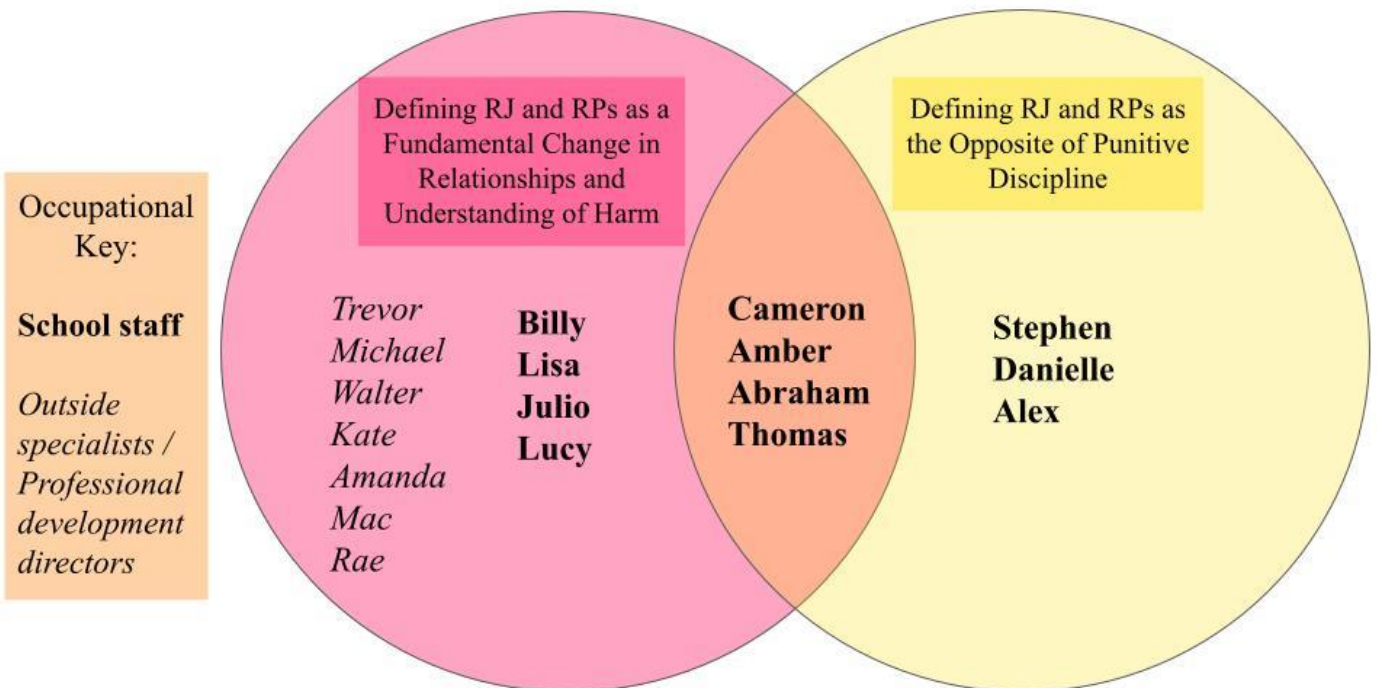 Occupational
Key:
School staff
Outside
specialists /
Professional
development
directors
Defining RJ and RPs as a
Fundamental Change in
Relationships and
Understanding of Harm
Trevor
Michael
Walter
Kate
Amanda
Mac
Rae
Billy
Lisa
Julio
Lucy
Cameron
Amber
Abraham
Thomas
Defining RJ and RPs as
the Opposite of Punitive
Discipline
Stephen
Danielle
Alex